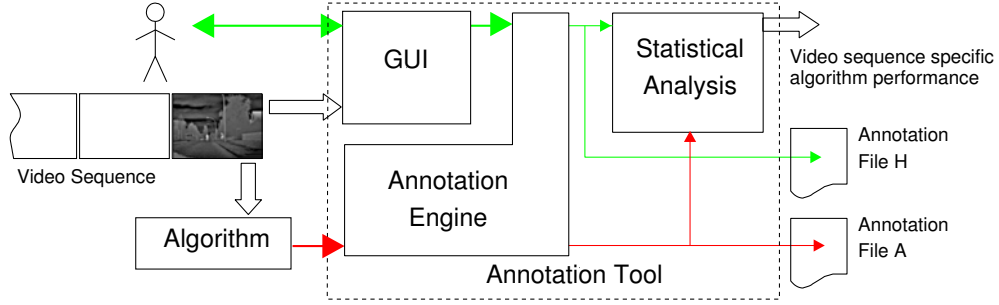 GUI
Statistical
Analysis
Video sequence specific
algorithm performance
Annotation
File H
Video Sequence
Annotation
Engine
Algorithm
Annotation
File A
Annotation Tool